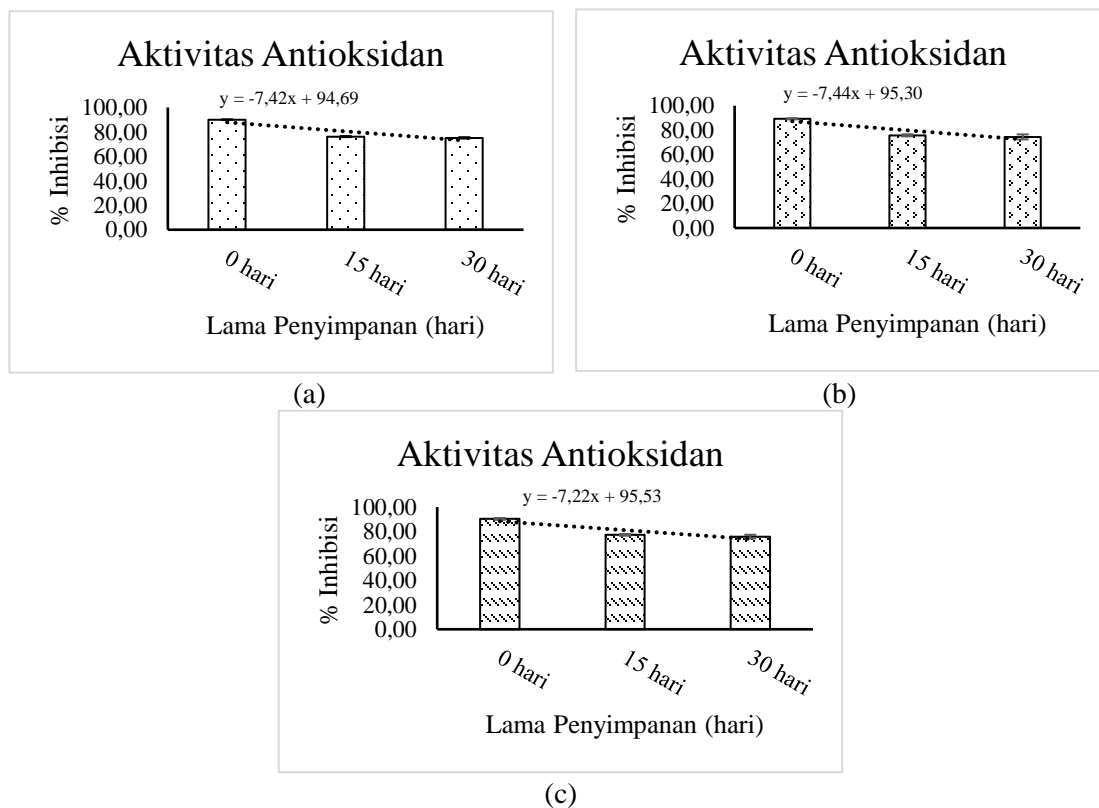 Aktivitas Antioksidan
y = -7,42x + 94,69
100,00
80,00
60,00
40,00
20,00
0,00
% Inhibisi
0 hari
15 hari
30 hari
Lama Penyimpanan (hari)
(a)
Aktivitas Antioksidan
y = -7,44x + 95,30
100,00
80,00
60,00
40,00
20,00
0,00
% Inhibisi
0 hari
15 hari
30 hari
Lama Penyimpanan (hari)
(b)
Aktivitas Antioksidan
y = -7,22x + 95,53
100,00
80,00
60,00
40,00
20,00
0,00
% Inhibisi
0 hari
15 hari
30 hari
Lama Penyimpanan (hari)
(c)